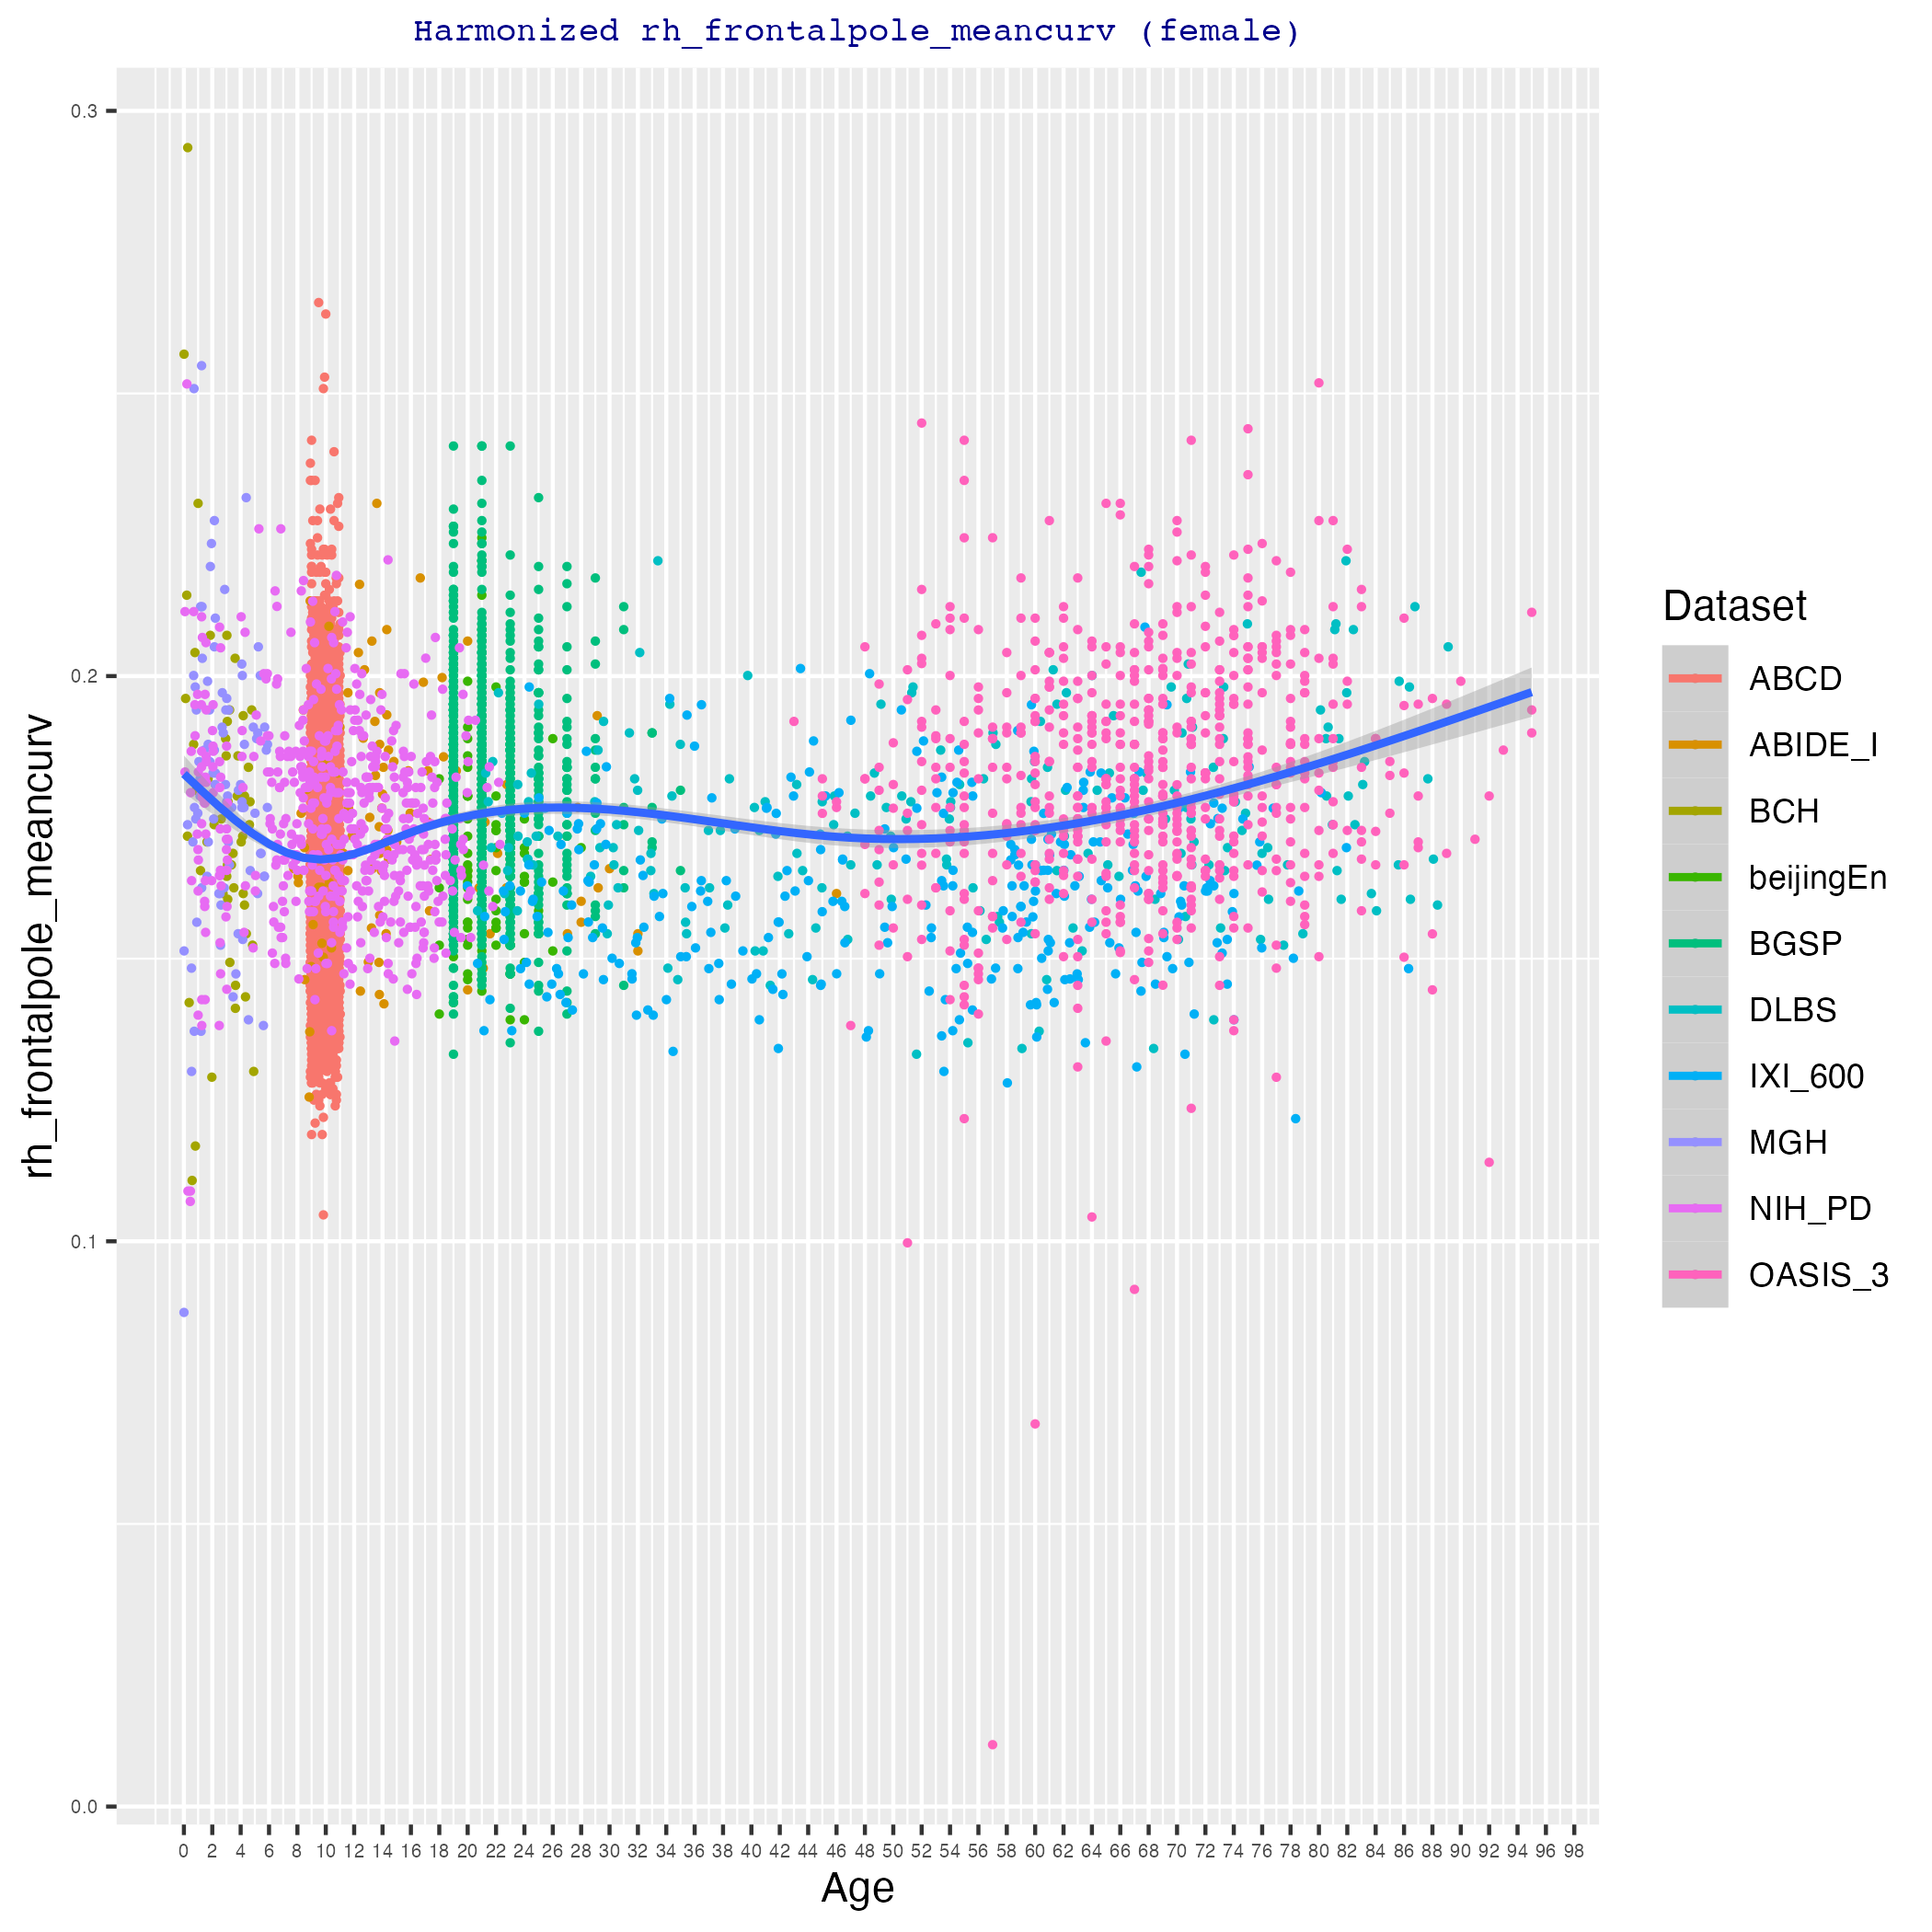 Harmonized rh_frontalpole_meancurv (female)
rh_frontalpole_meancurv
0.3
0.2
0.1
0.0
0 2 4 6 8 10 12 14 16 18 20 22 24 26 28 30 32 34 36 38 40 42 44 46 48 50 52 54 56 58 60 62 64 66 68 70 72 74 76 78 80 82 84 86 88 90 92 94 96 98
Age
Dataset
ABCD
ABIDE_I
BCH
beijingEn
BGSP
DLBS
IXI_600
MGH
NIH_PD
OASIS_3